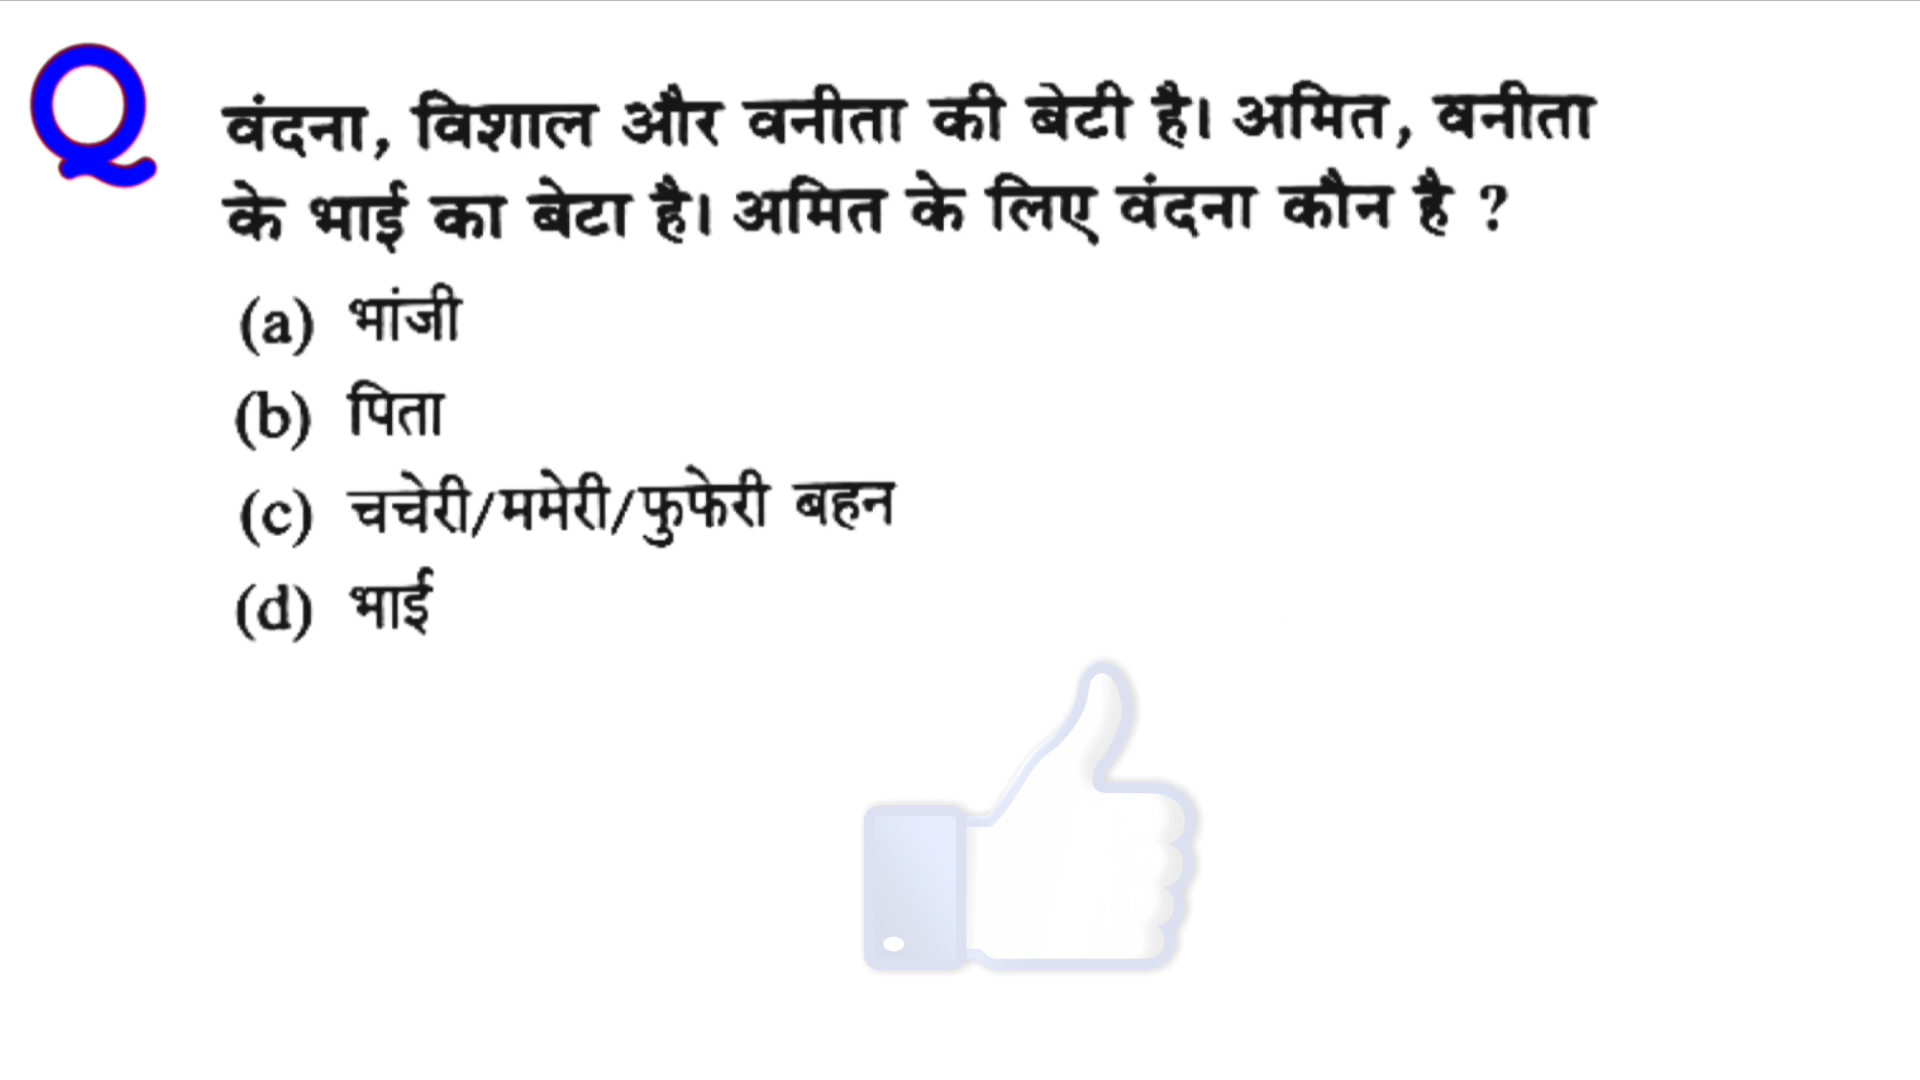 Q
वंदना, विशाल और वनीता की बेटी है। अमित, वनीता
के भाई का बेटा है। अमित के लिए वंदना कौन है ?
(a) भांजी
(b) पिता
(c) चचेरी/ममेरी/फुफेरी बहन
(d) भाई